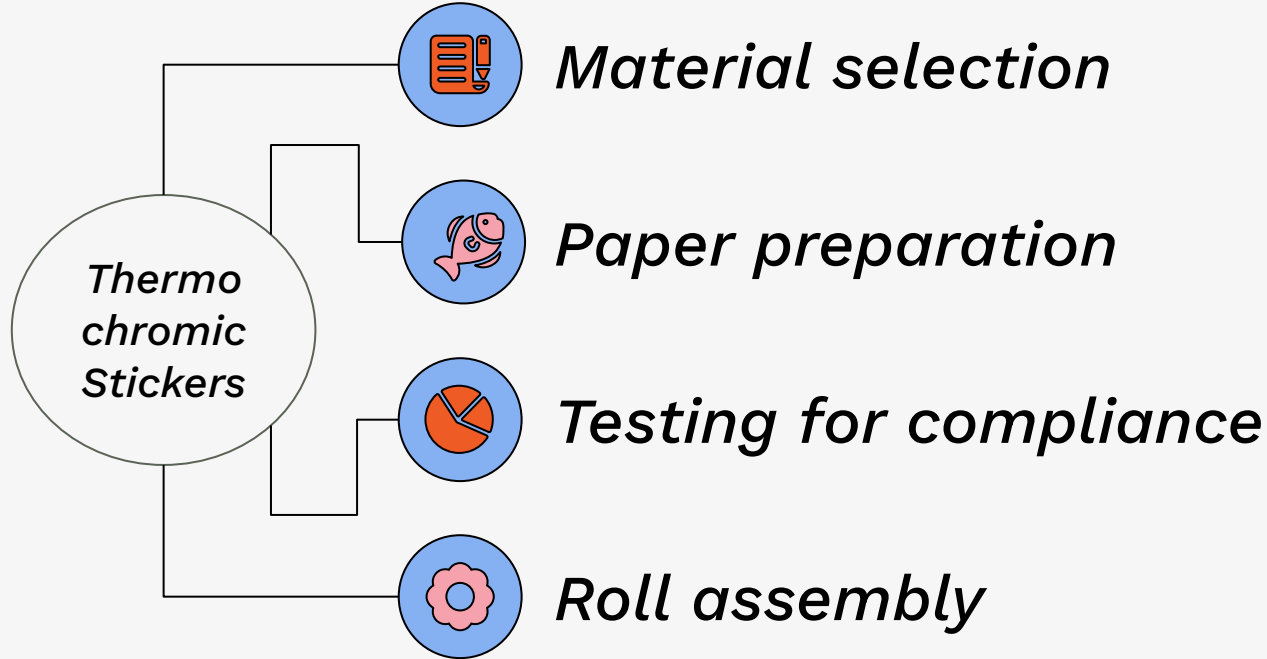 Material selection
Paper preparation
Thermo
chromic
Stickers
Testing for compliance
Roll assembly